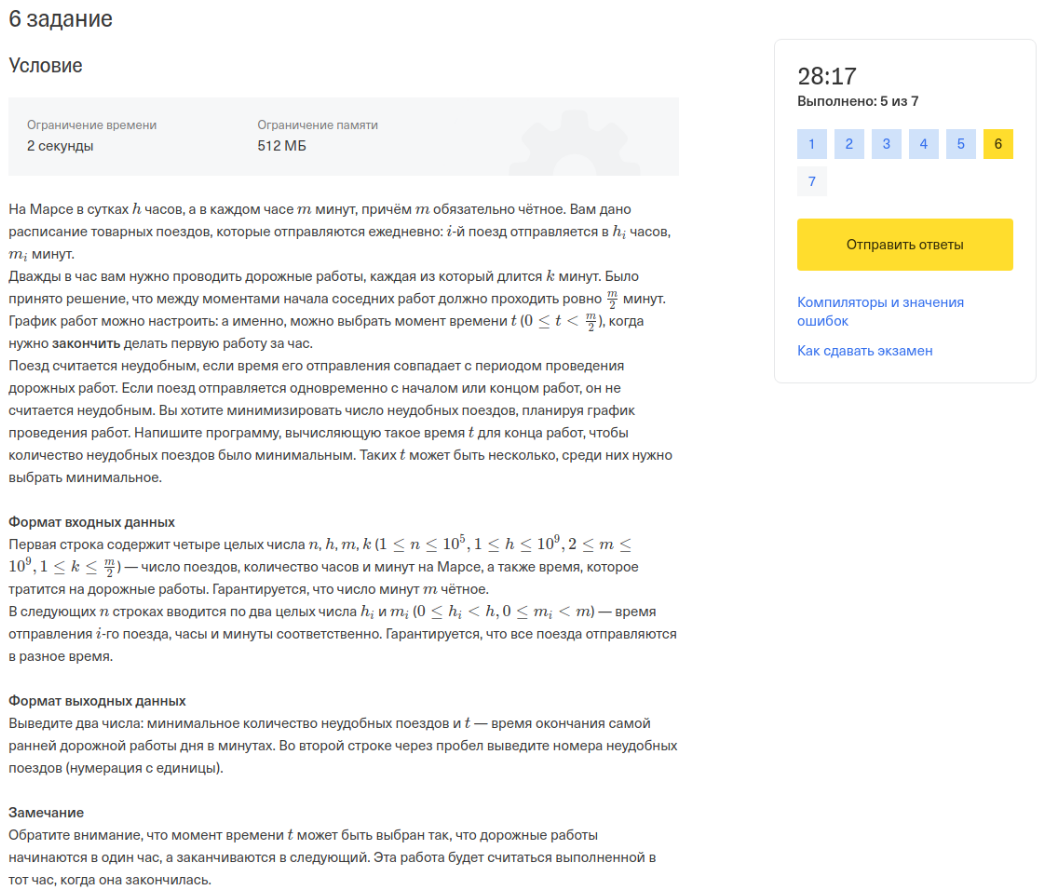 6 задание
Условие
Ограничение времени
2 секунды
Ограничение памяти
512 МБ
На Марсе в сутках h часов, а в каждом часе m минут, причём m обязательно чётное. Вам дано
расписание товарных поездов, которые отправляются ежедневно: i-й поезд отправляется в h_i часов,
m_i минут.
Дважды в час вам нужно проводить дорожные работы, каждая из который длится k минут. Было
принято решение, что между моментами начала соседних работ должно проходить ровно m/2 минут.
График работ можно настроить: а именно, можно выбрать момент времени t (0 ≤ t < m/2), когда
нужно закончить делать первую работу за час.
Поезд считается неудобным, если время его отправления совпадает с периодом проведения
дорожных работ. Если поезд отправляется одновременно с началом или концом работ, он не
считается неудобным. Вы хотите минимизировать число неудобных поездов, планируя график
проведения работ. Напишите программу, вычисляющую такое время t для конца работ, чтобы
количество неудобных поездов было минимальным. Таких t может быть несколько, среди них нужно
выбрать минимальное.
Формат входных данных
Первая строка содержит четыре целых числа n, h, m, k (1 ≤ n ≤ 10^5, 1 ≤ h ≤ 10^9, 2 ≤ m ≤
10^9, 1 ≤ k ≤ m/2) — число поездов, количество часов и минут на Марсе, а также время, которое
тратится на дорожные работы. Гарантируется, что число минут m чётное.
В следующих n строках вводится по два целых числа h_i и m_i (0 ≤ h_i < h, 0 ≤ m_i < m) — время
отправления i-го поезда, часы и минуты соответственно. Гарантируется, что все поезда отправляются
в разное время.
Формат выходных данных
Выведите два числа: минимальное количество неудобных поездов и t — время окончания самой
ранней дорожной работы дня в минутах. Во второй строке через пробел выведите номера неудобных
поездов (нумерация с единицы).
Замечание
Обратите внимание, что момент времени t может быть выбран так, что дорожные работы
начинаются в один час, а заканчиваются в следующий. Эта работа будет считаться выполненной в
тот час, когда она закончилась.
28:17
Выполнено: 5 из 7
1 2 3 4 5 6
7
Отправить ответы
Компиляторы и значения
ошибок
Как сдавать экзамен